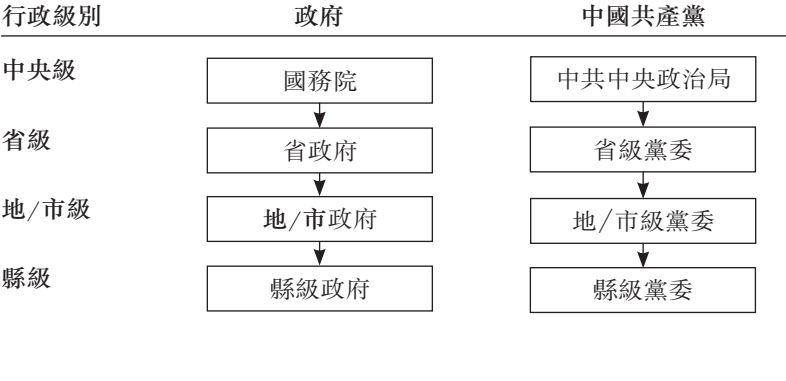 行政級別 政府 中國共產黨
中央級 國務院 中共中央政治局
省級 省政府 省級黨委
地/市級 地/市政府 地/市級黨委
縣級 縣級政府 縣級黨委